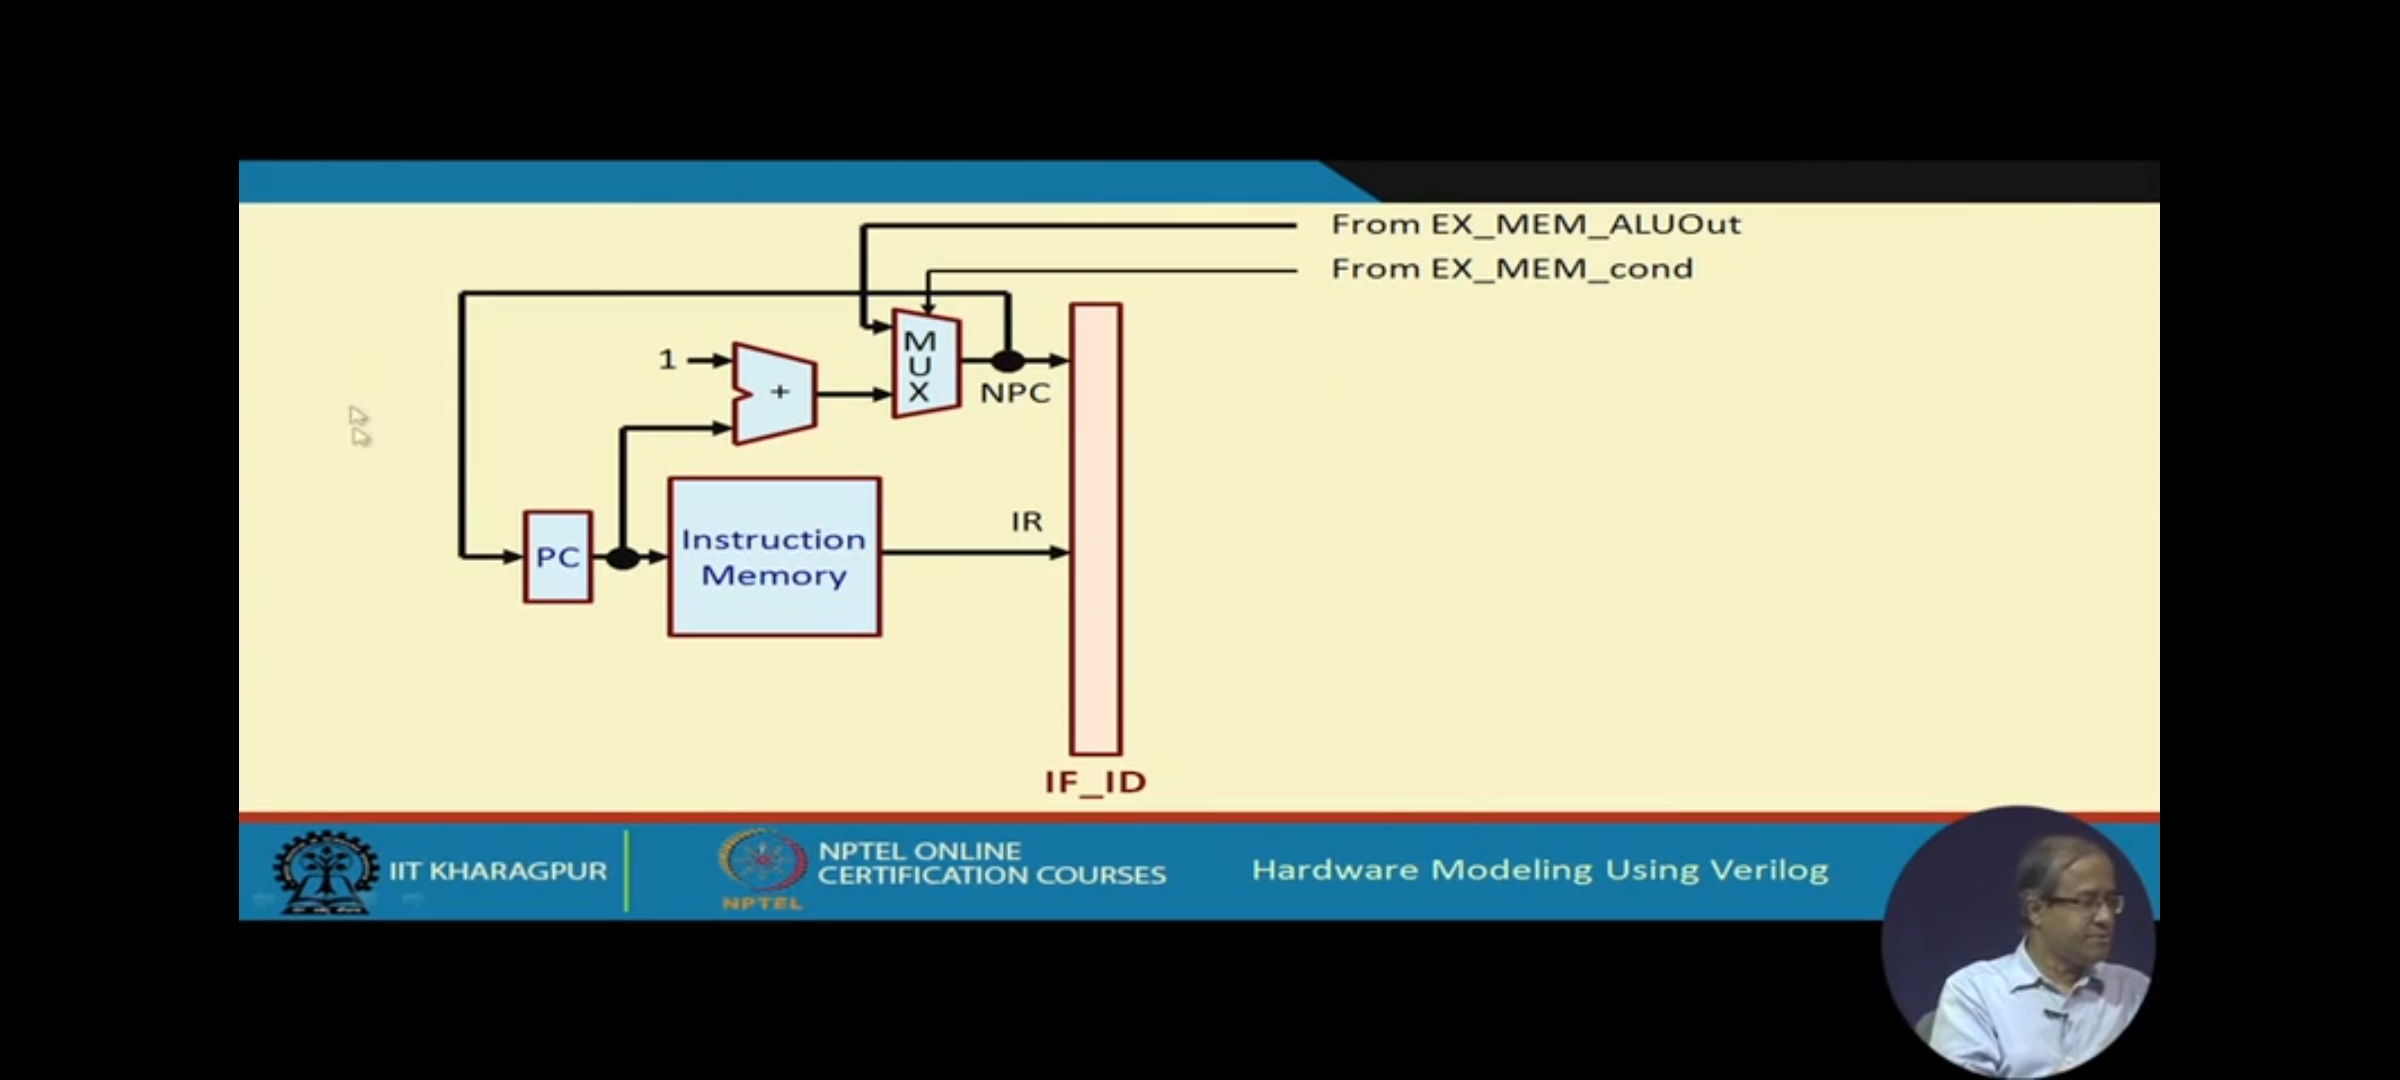 From EX_MEM_ALUOut
From EX_MEM_cond
M
U
X
1
+
NPC
IR
PC
Instruction
Memory
IF_ID
IIT KHARAGPUR
NPTEL
NPTEL ONLINE
CERTIFICATION COURSES
Hardware Modeling Using Verilog